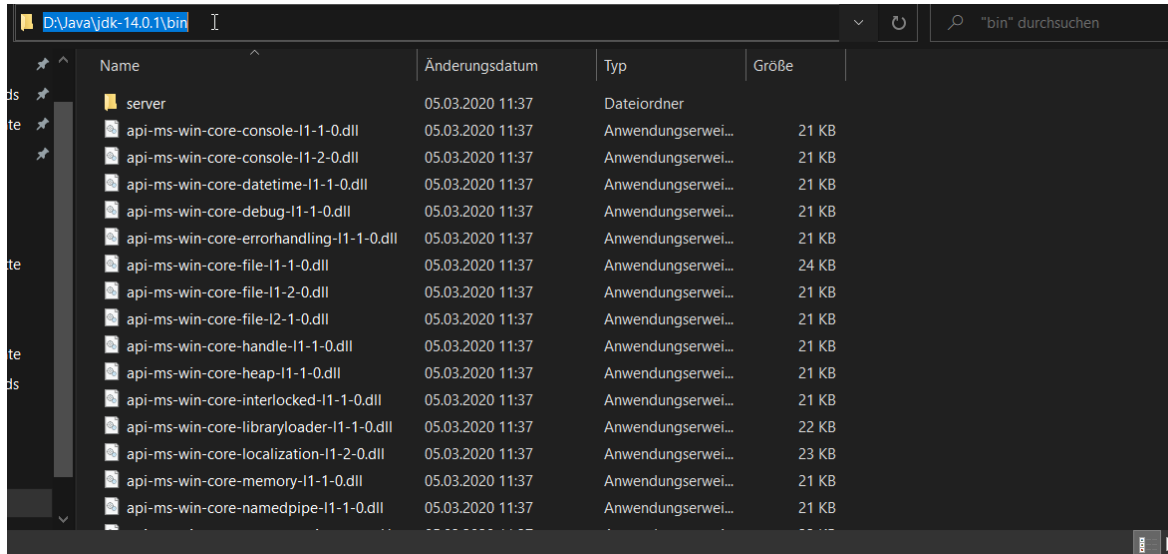 D:\Java\jdk-14.0.1\bin "bin" durchsuchen
Name Änderungsdatum Typ Größe
ds
server 05.03.2020 11:37 Dateiordner
te
api-ms-win-core-console-l1-1-0.dll 05.03.2020 11:37 Anwendungserwei... 21 KB
api-ms-win-core-console-l1-2-0.dll 05.03.2020 11:37 Anwendungserwei... 21 KB
api-ms-win-core-datetime-l1-1-0.dll 05.03.2020 11:37 Anwendungserwei... 21 KB
api-ms-win-core-debug-l1-1-0.dll 05.03.2020 11:37 Anwendungserwei... 21 KB
api-ms-win-core-errorhandling-l1-1-0.dll 05.03.2020 11:37 Anwendungserwei... 21 KB
te
api-ms-win-core-file-l1-1-0.dll 05.03.2020 11:37 Anwendungserwei... 24 KB
api-ms-win-core-file-l1-2-0.dll 05.03.2020 11:37 Anwendungserwei... 21 KB
api-ms-win-core-file-l2-1-0.dll 05.03.2020 11:37 Anwendungserwei... 21 KB
api-ms-win-core-handle-l1-1-0.dll 05.03.2020 11:37 Anwendungserwei... 21 KB
te
api-ms-win-core-heap-l1-1-0.dll 05.03.2020 11:37 Anwendungserwei... 21 KB
ds
api-ms-win-core-interlocked-l1-1-0.dll 05.03.2020 11:37 Anwendungserwei... 21 KB
api-ms-win-core-libraryloader-l1-1-0.dll 05.03.2020 11:37 Anwendungserwei... 22 KB
api-ms-win-core-localization-l1-2-0.dll 05.03.2020 11:37 Anwendungserwei... 23 KB
api-ms-win-core-memory-l1-1-0.dll 05.03.2020 11:37 Anwendungserwei... 21 KB
api-ms-win-core-namedpipe-l1-1-0.dll 05.03.2020 11:37 Anwendungserwei... 21 KB